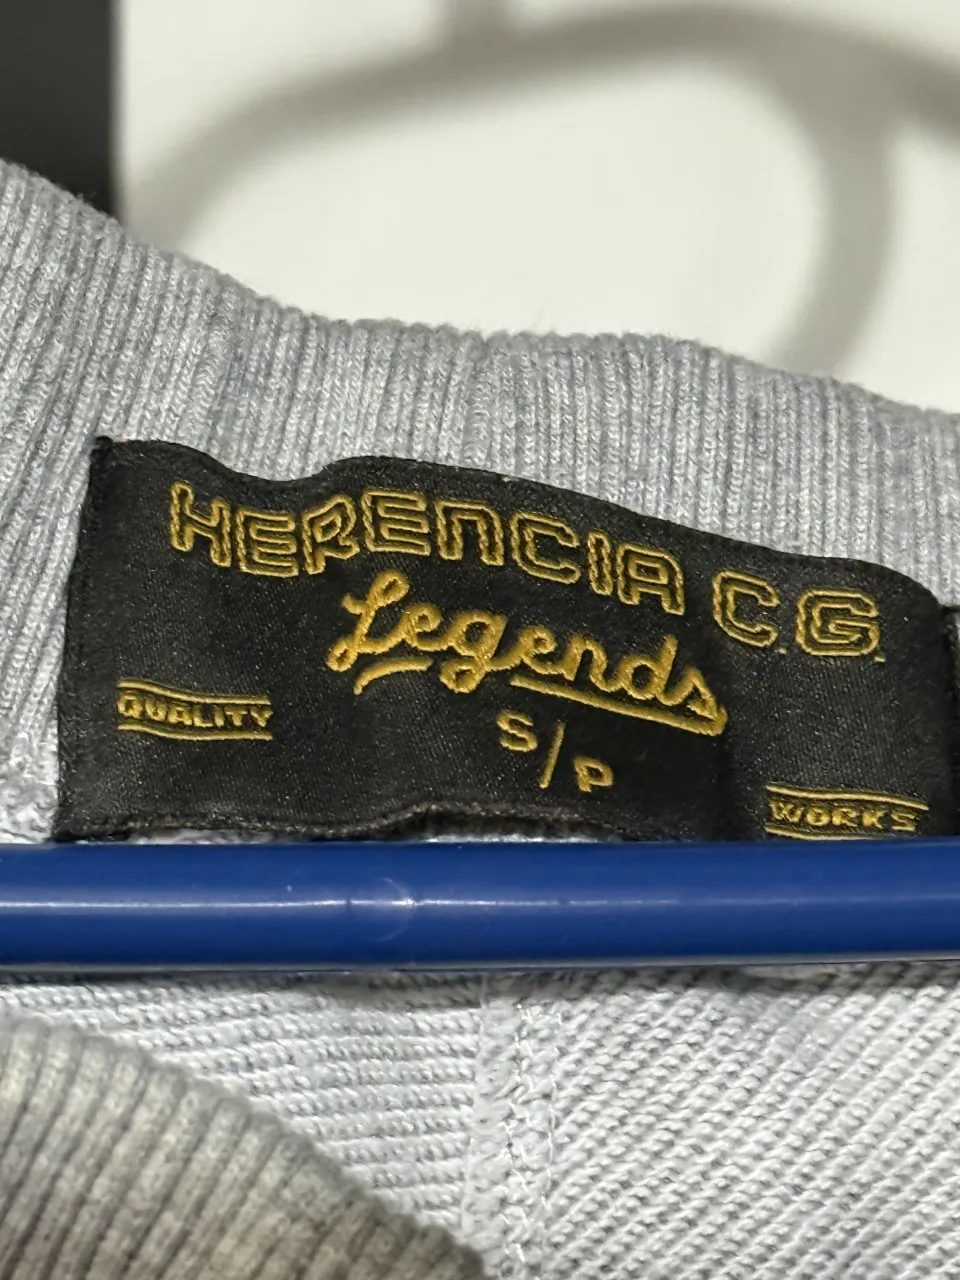 HERENCIA C.G.
Legends
QUALITY
S/P
WORKS